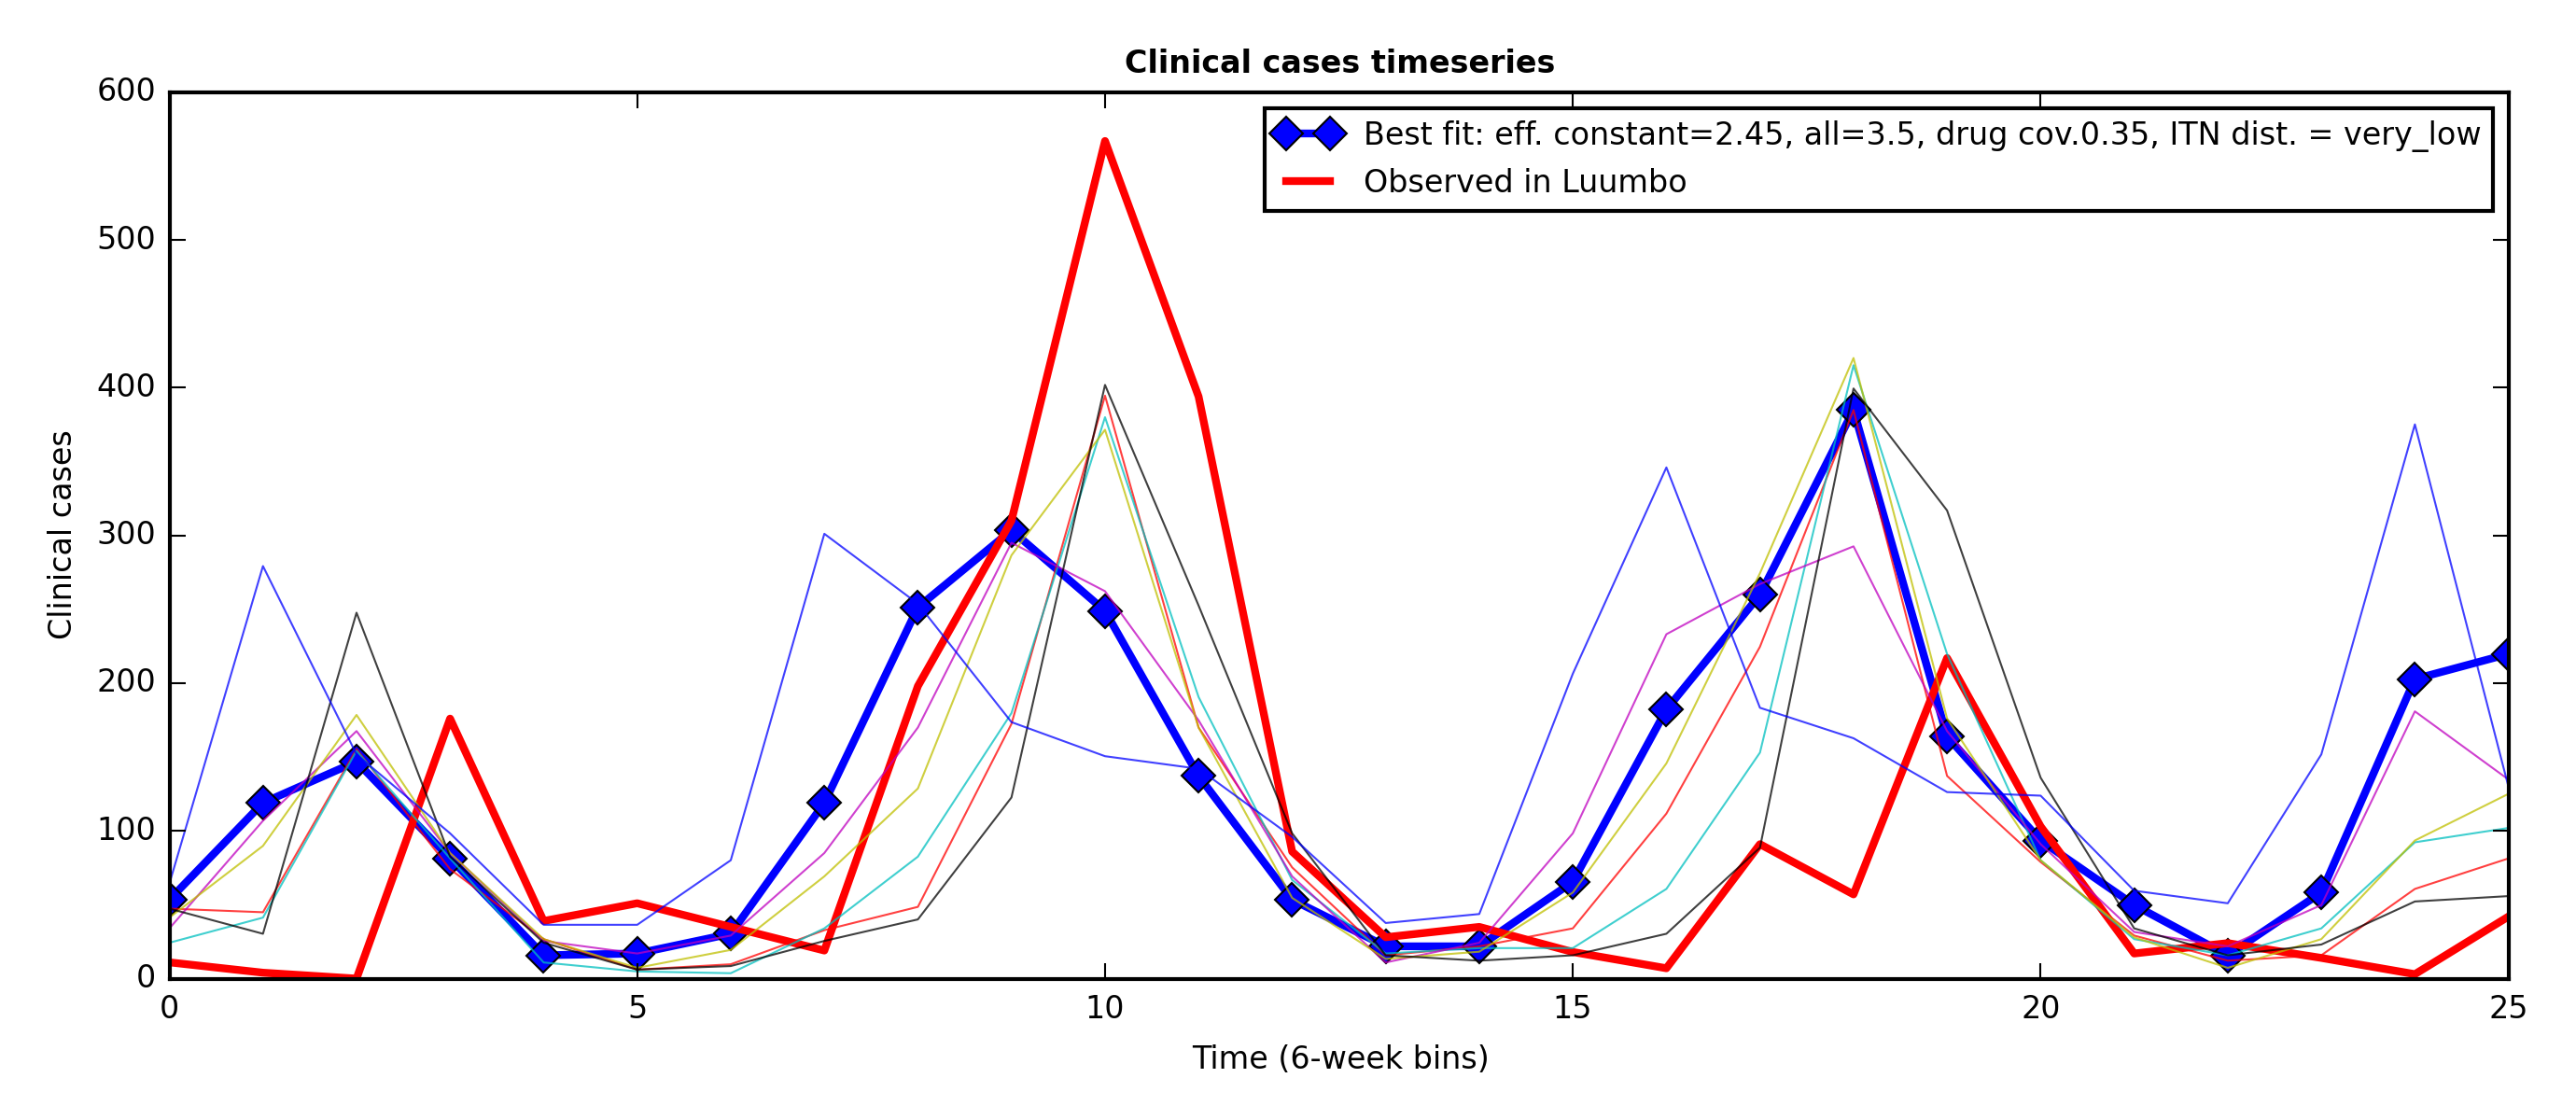 Clinical cases timeseries
600
500
400
300
200
100
0
Clinical cases
Best fit: eff. constant=2.45, all=3.5, drug cov.0.35, ITN dist. = very_low
Observed in Luumbo
0 5 10 15 20 25
Time (6-week bins)